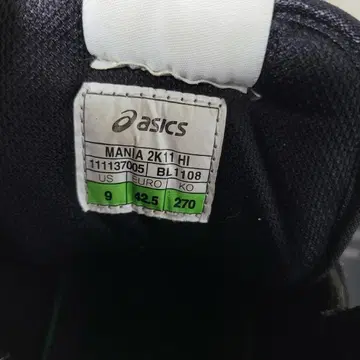 asics
MANIA 2K11 HI
111137005 BL1108
US EURO KO
9 42.5 270